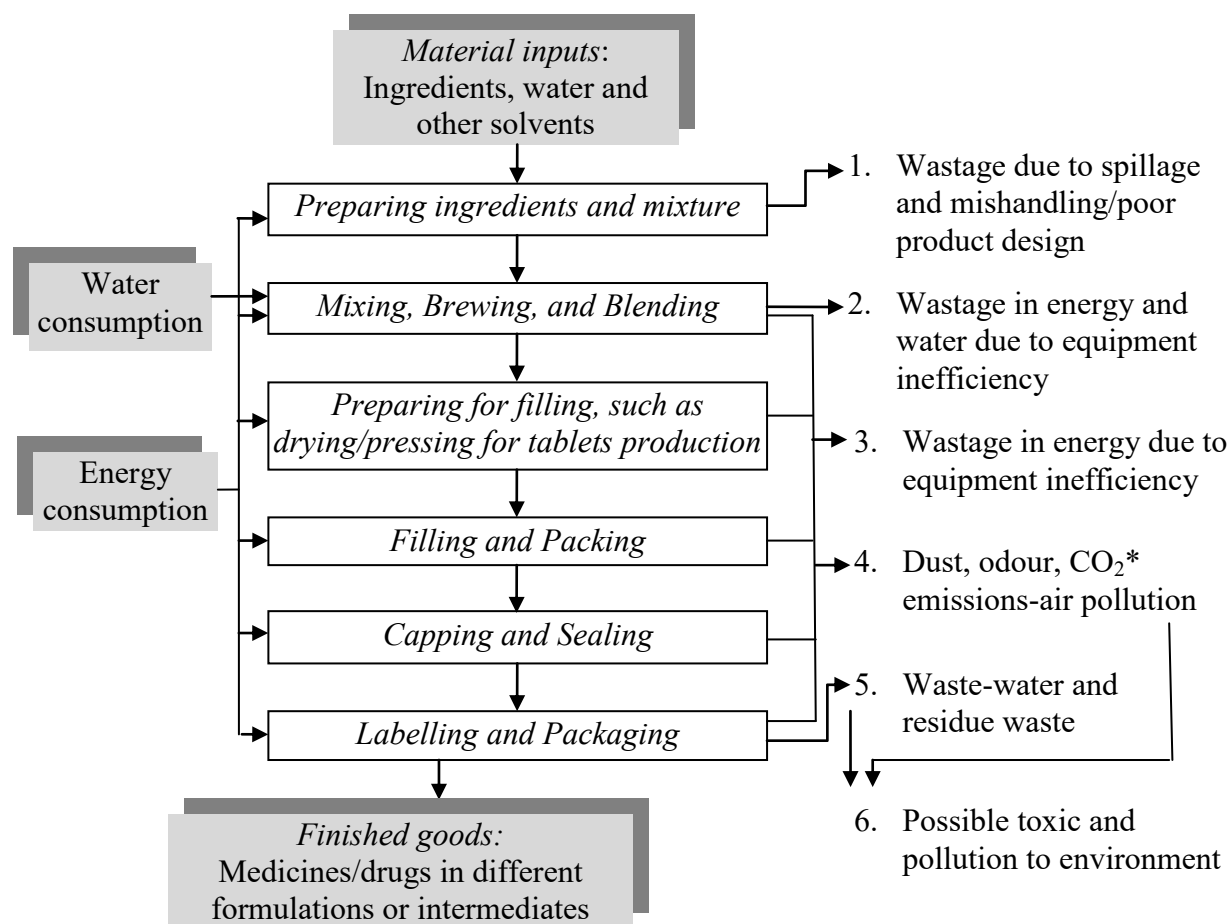 Material inputs:
Ingredients, water and
other solvents
Preparing ingredients and mixture
1. Wastage due to spillage
and mishandling/poor
product design
Water
consumption
Mixing, Brewing, and Blending
2. Wastage in energy and
water due to equipment
inefficiency
Preparing for filling, such as
drying/pressing for tablets production
3. Wastage in energy due to
equipment inefficiency
Energy
consumption
Filling and Packing
4. Dust, odour, CO₂*
emissions-air pollution
Capping and Sealing
5. Waste-water and
residue waste
Labelling and Packaging
6. Possible toxic and
pollution to environment
Finished goods:
Medicines/drugs in different
formulations or intermediates